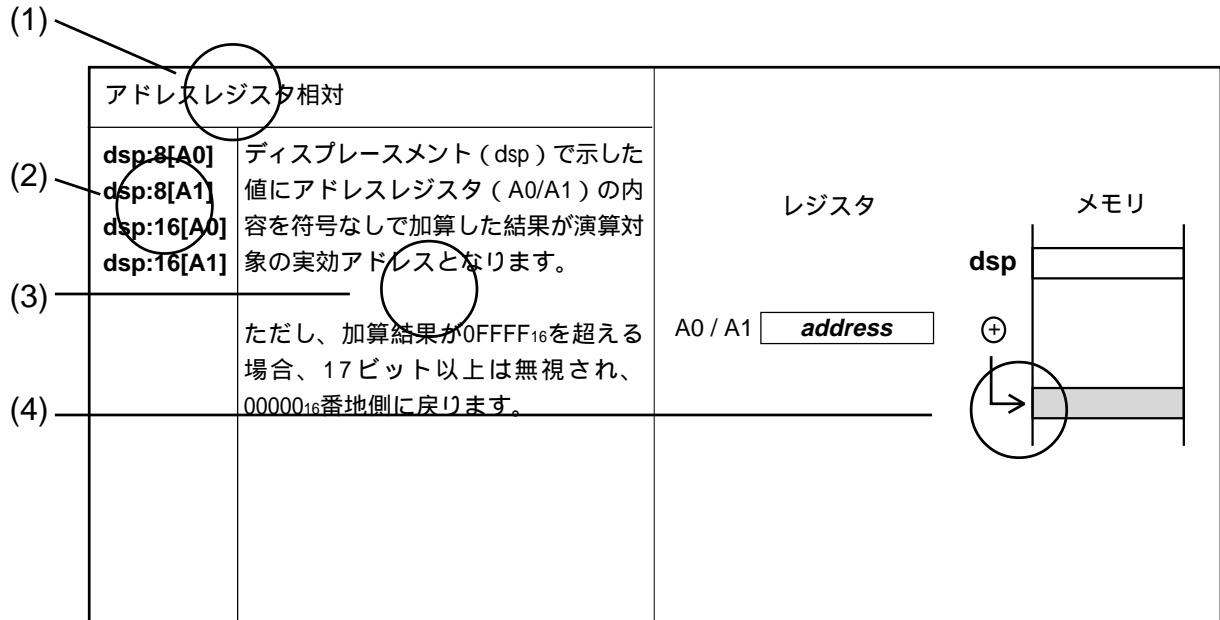 (1)
アドレスレジスタ相対
(2)
dsp:8[A0]
dsp:8[A1]
dsp:16[A0]
dsp:16[A1]
(3)
ディスプレースメント（dsp）で示した
値にアドレスレジスタ（A0/A1）の内
容を符号なしで加算した結果が演算対
象の実効アドレスとなります。
ただし、加算結果が0FFFF16を超える
場合、17ビット以上は無視され、
0000016番地側に戻ります。
(4)
レジスタ
メモリ
dsp
A0 / A1 address
+